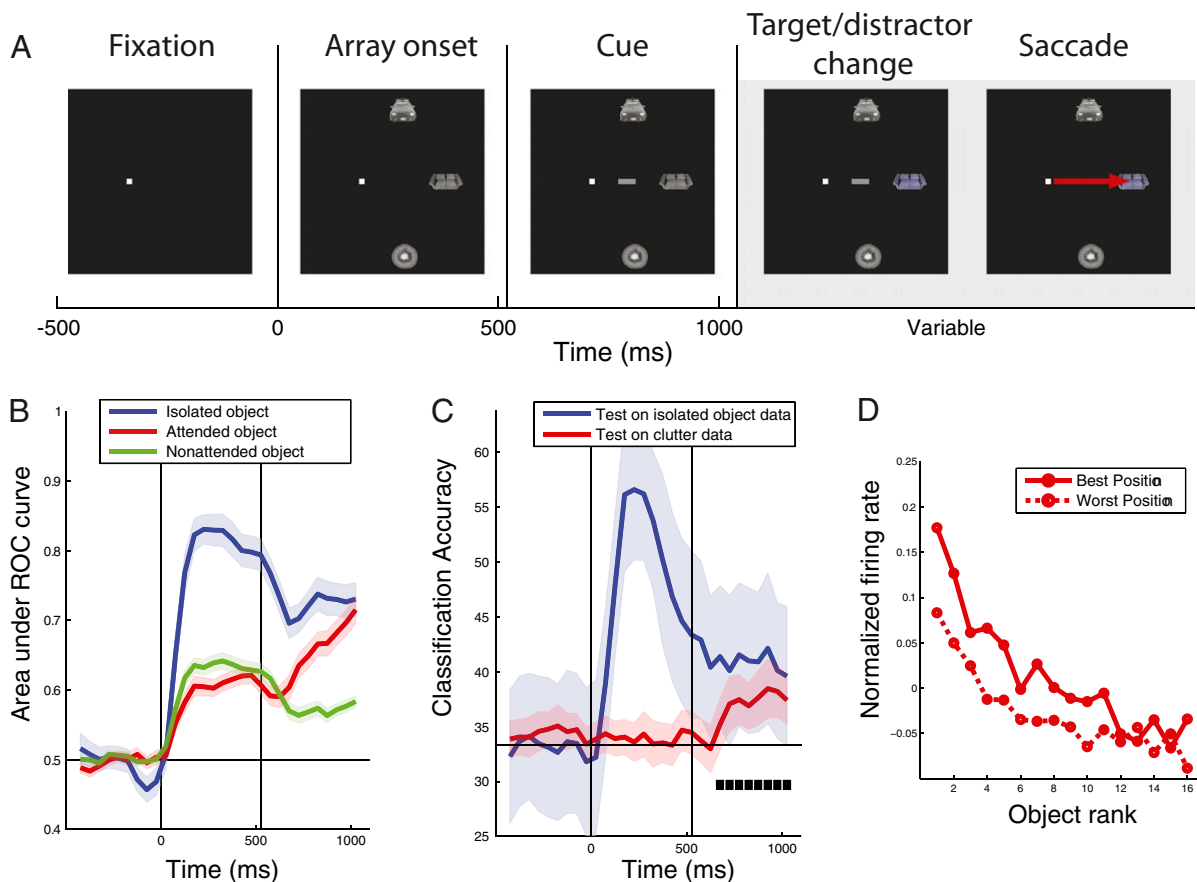 A
Fixation
Array onset
Cue
Target/distractor
change
Saccade
-500
0
500
1000
Variable
Time (ms)
B
Isolated object
Attended object
Nonattended object
1
0.9
0.8
0.7
0.6
0.5
0.4
Area under ROC curve
0
500
1000
Time (ms)
C
Test on isolated object data
Test on clutter data
60
55
50
45
40
35
30
25
Classification Accuracy
0
500
1000
Time (ms)
D
Best Position
Worst Position
0.25
0.2
0.15
0.1
0.05
0
−0.05
Normalized firing rate
2 4 6 8 10 12 14 16
Object rank